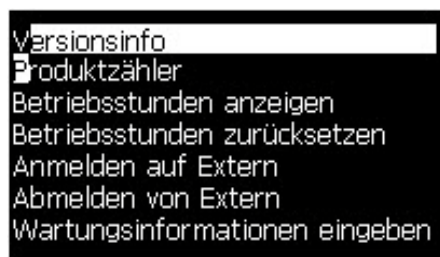 Versionsinfo
Produktzähler
Betriebsstunden anzeigen
Betriebsstunden zurücksetzen
Anmelden auf Extern
Abmelden von Extern
Wartungsinformationen eingeben